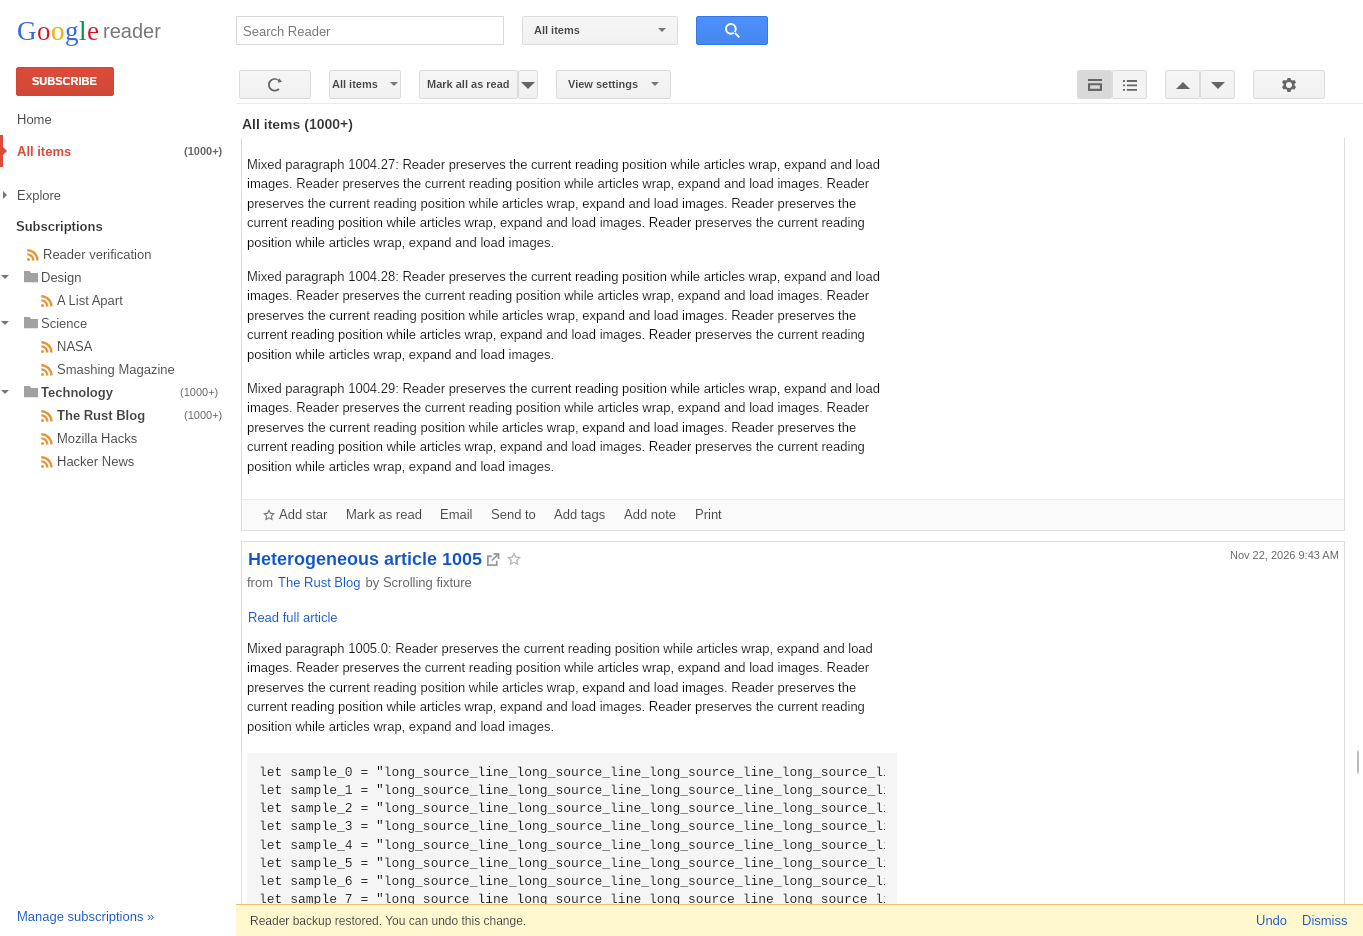 Google reader
Search Reader
All items
SUBSCRIBE
All items
Mark all as read
View settings
Home
All items (1000+)
Explore
Subscriptions
Reader verification
Design
A List Apart
Science
NASA
Smashing Magazine
Technology (1000+)
The Rust Blog (1000+)
Mozilla Hacks
Hacker News
Manage subscriptions »
All items (1000+)
Mixed paragraph 1004.27: Reader preserves the current reading position while articles wrap, expand and load
images. Reader preserves the current reading position while articles wrap, expand and load images. Reader
preserves the current reading position while articles wrap, expand and load images. Reader preserves the
current reading position while articles wrap, expand and load images. Reader preserves the current reading
position while articles wrap, expand and load images.
Mixed paragraph 1004.28: Reader preserves the current reading position while articles wrap, expand and load
images. Reader preserves the current reading position while articles wrap, expand and load images. Reader
preserves the current reading position while articles wrap, expand and load images. Reader preserves the
current reading position while articles wrap, expand and load images. Reader preserves the current reading
position while articles wrap, expand and load images.
Mixed paragraph 1004.29: Reader preserves the current reading position while articles wrap, expand and load
images. Reader preserves the current reading position while articles wrap, expand and load images. Reader
preserves the current reading position while articles wrap, expand and load images. Reader preserves the
current reading position while articles wrap, expand and load images. Reader preserves the current reading
position while articles wrap, expand and load images.
Add star Mark as read Email Send to Add tags Add note Print
Heterogeneous article 1005
Nov 22, 2026 9:43 AM
from The Rust Blog by Scrolling fixture
Read full article
Mixed paragraph 1005.0: Reader preserves the current reading position while articles wrap, expand and load
images. Reader preserves the current reading position while articles wrap, expand and load images. Reader
preserves the current reading position while articles wrap, expand and load images. Reader preserves the
current reading position while articles wrap, expand and load images. Reader preserves the current reading
position while articles wrap, expand and load images.
let sample_0 = "long_source_line_long_source_line_long_source_line_long_source_li
let sample_1 = "long_source_line_long_source_line_long_source_line_long_source_li
let sample_2 = "long_source_line_long_source_line_long_source_line_long_source_li
let sample_3 = "long_source_line_long_source_line_long_source_line_long_source_li
let sample_4 = "long_source_line_long_source_line_long_source_line_long_source_li
let sample_5 = "long_source_line_long_source_line_long_source_line_long_source_li
let sample_6 = "long_source_line_long_source_line_long_source_line_long_source_li
let sample_7 = "long_source_line_long_source_line_long_source_line_long_source_li
Reader backup restored. You can undo this change.
Undo Dismiss